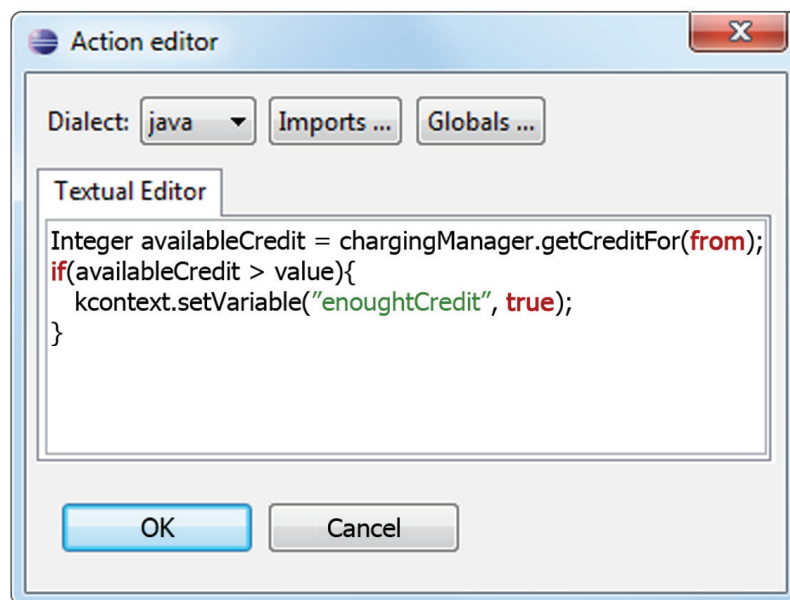 Action editor
Dialect: java Imports ... Globals ...
Textual Editor
Integer availableCredit = chargingManager.getCreditFor(from);
if(availableCredit > value){
kcontext.setVariable(”enoughtCredit”, true);
}
OK Cancel